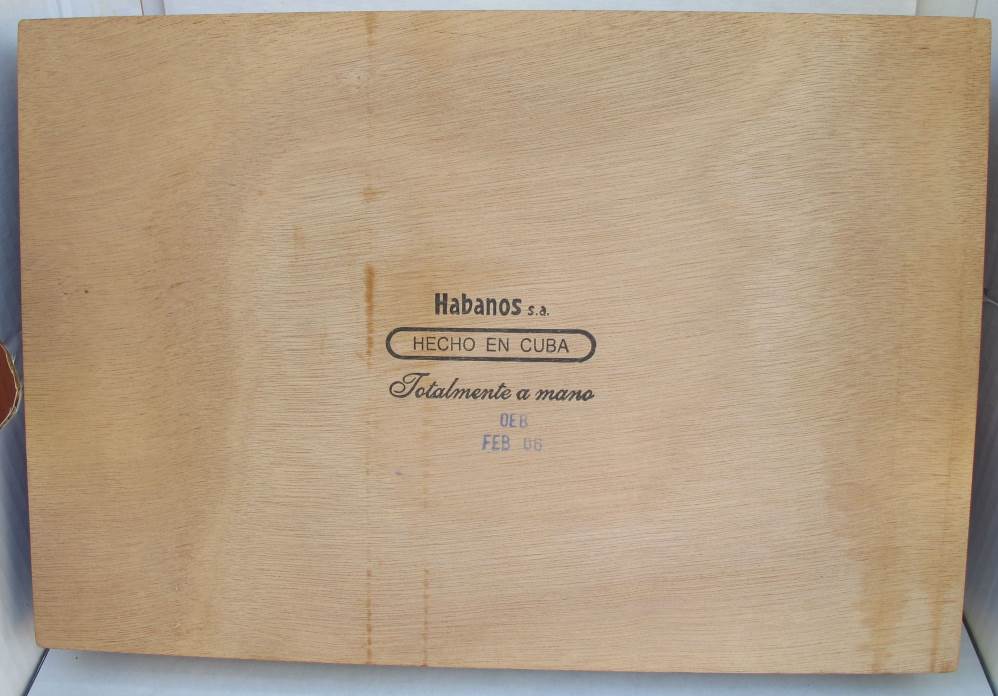 Habanos s.a.
HECHO EN CUBA
Totalmente a mano
OEB
FEB 06